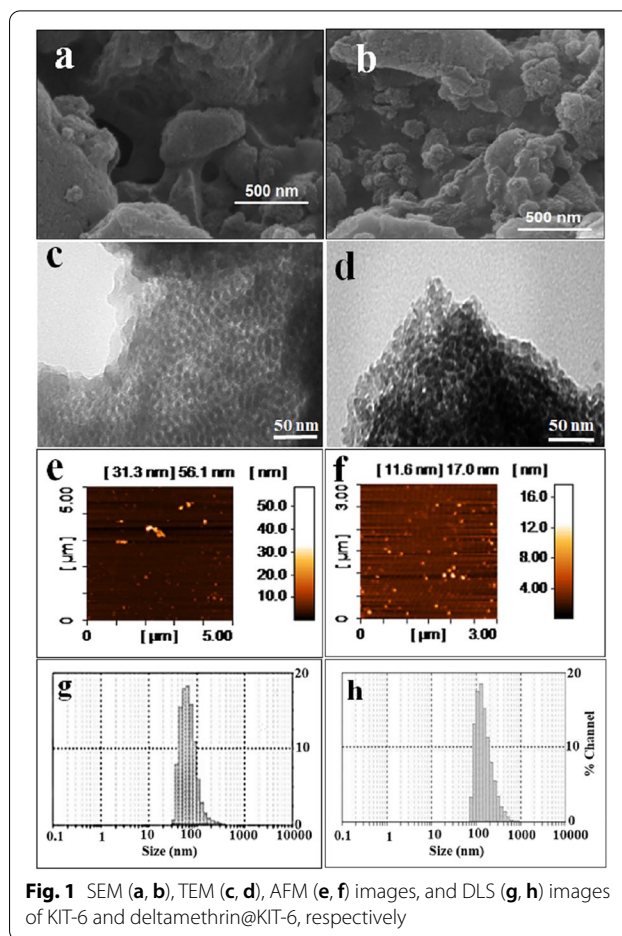 a
500 nm
b
500 nm
c
50 nm
d
50 nm
e
[ 31.3 nm] 56.1 nm [ nm]
5.00
[ µm]
0
0 [ µm] 5.00
50.0
40.0
30.0
20.0
10.0
f
[ 11.6 nm] 17.0 nm [ nm]
3.00
[ µm]
0
0 [ µm] 3.00
16.0
12.0
8.00
4.00
g
20
10
0
0.1 1 10 100 1000 10000
Size (nm)
h
20
10
0
% Channel
0.1 1 10 100 1000 10000
Size (nm)
Fig. 1 SEM (a, b), TEM (c, d), AFM (e, f) images, and DLS (g, h) images
of KIT-6 and deltamethrin@KIT-6, respectively